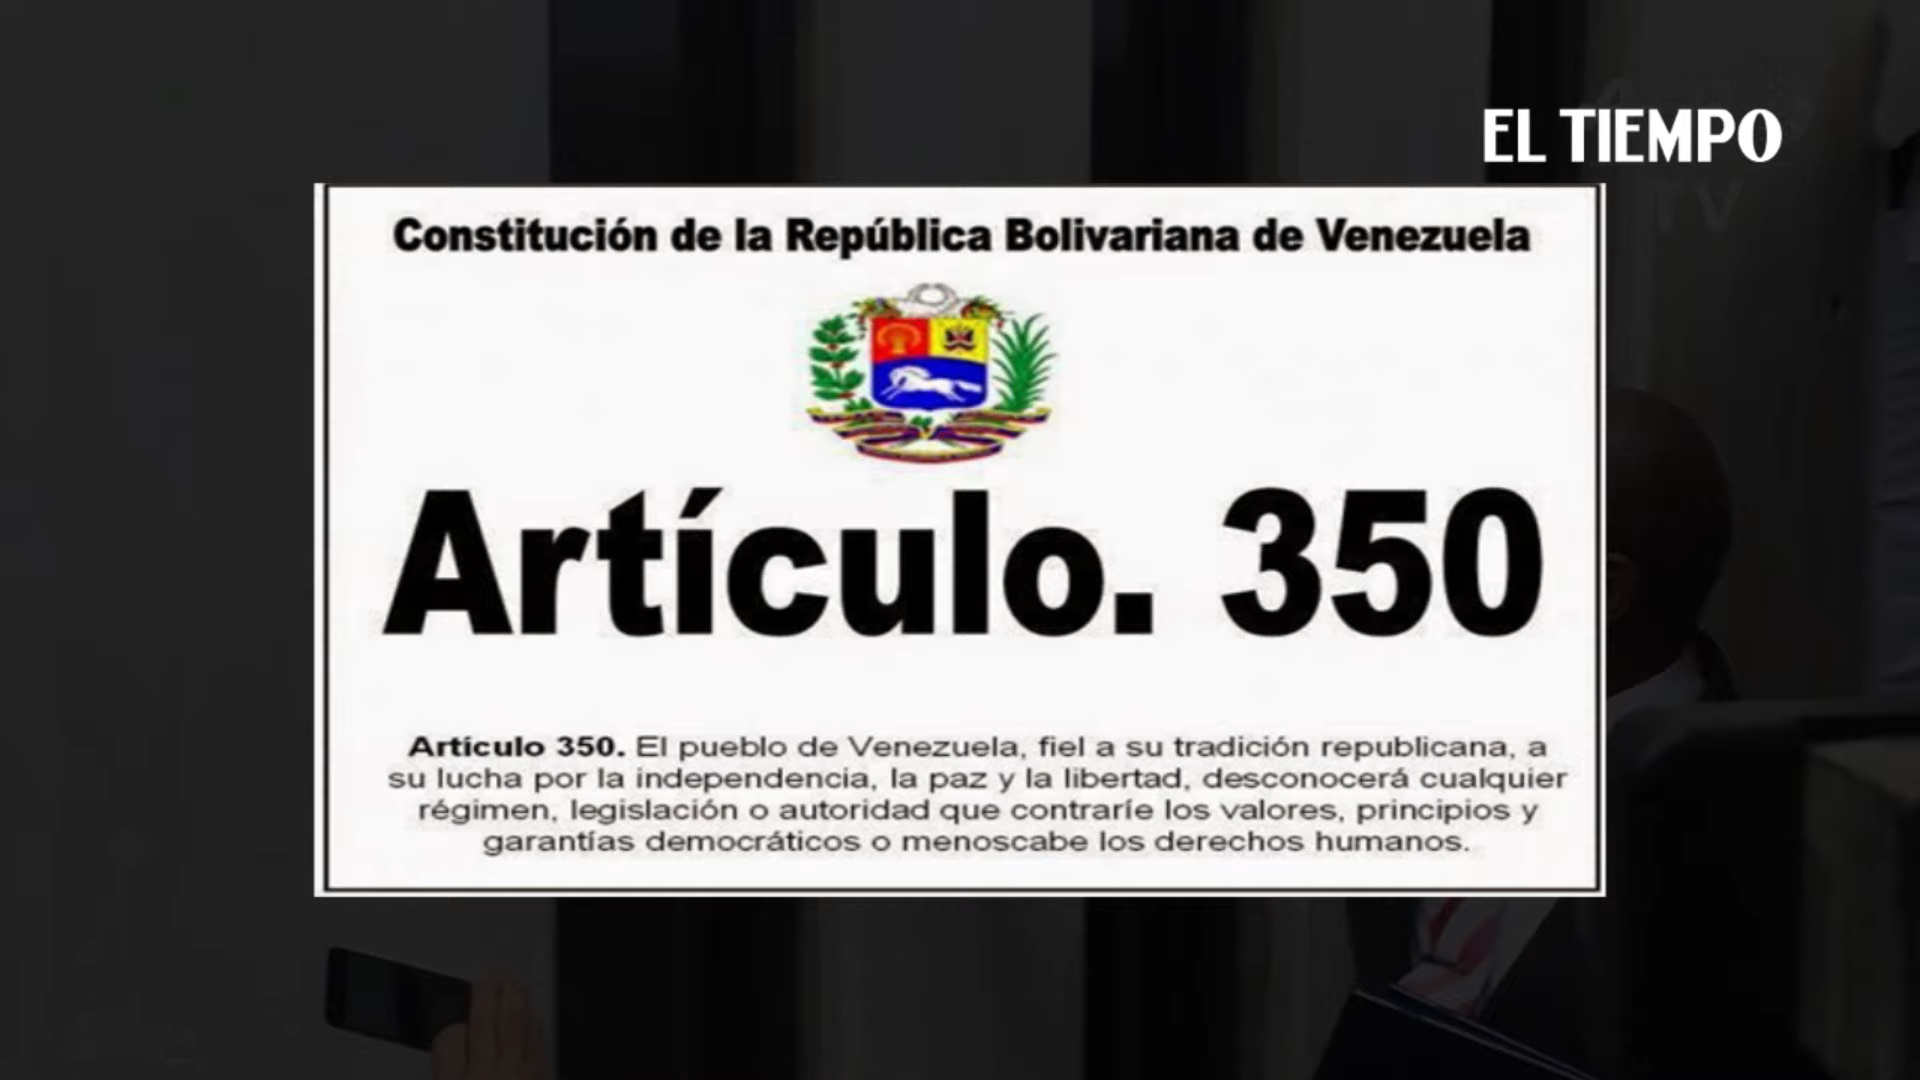 EL TIEMPO
TV
Constitución de la República Bolivariana de Venezuela
Artículo. 350
Artículo 350. El pueblo de Venezuela, fiel a su tradición republicana, a
su lucha por la independencia, la paz y la libertad, desconocerá cualquier
régimen, legislación o autoridad que contraríe los valores, principios y
garantías democráticos o menoscabe los derechos humanos.